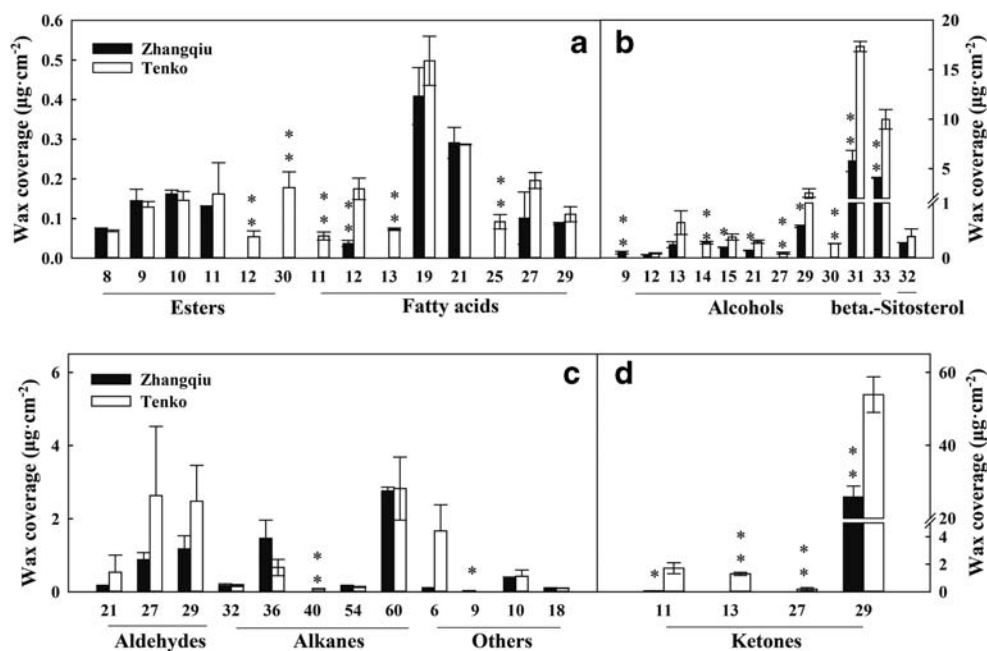 a
b
Zhangqiu
Tenko
Wax coverage (μg·cm-2)
0.6
0.5
0.4
0.3
0.2
0.1
0.0
20
15
10
5
1
0
Wax coverage (μg·cm-2)
8 9 10 11 12 30 11 12 13 19 21 25 27 29 9 12 13 14 15 21 27 29 30 31 33 32
Esters Fatty acids Alcohols beta.-Sitosterol
c
d
Zhangqiu
Tenko
Wax coverage (μg·cm-2)
6
4
2
0
60
40
20
4
2
0
Wax coverage (μg·cm-2)
21 27 29 32 36 40 54 60 6 9 10 18 11 13 27 29
Aldehydes Alkanes Others Ketones